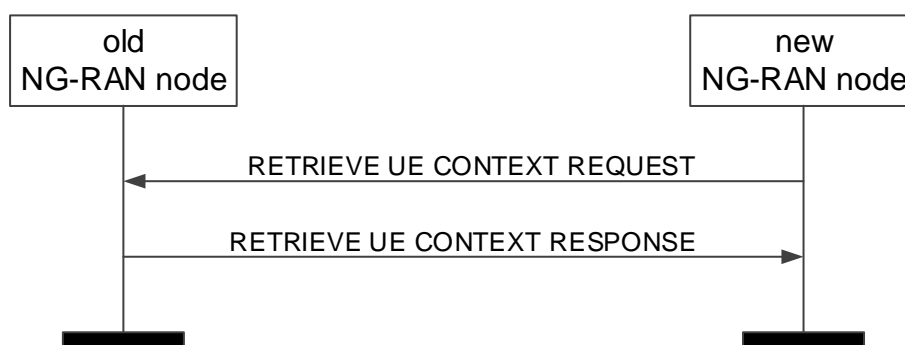 old
NG-RAN node
new
NG-RAN node
RETRIEVE UE CONTEXT REQUEST
RETRIEVE UE CONTEXT RESPONSE